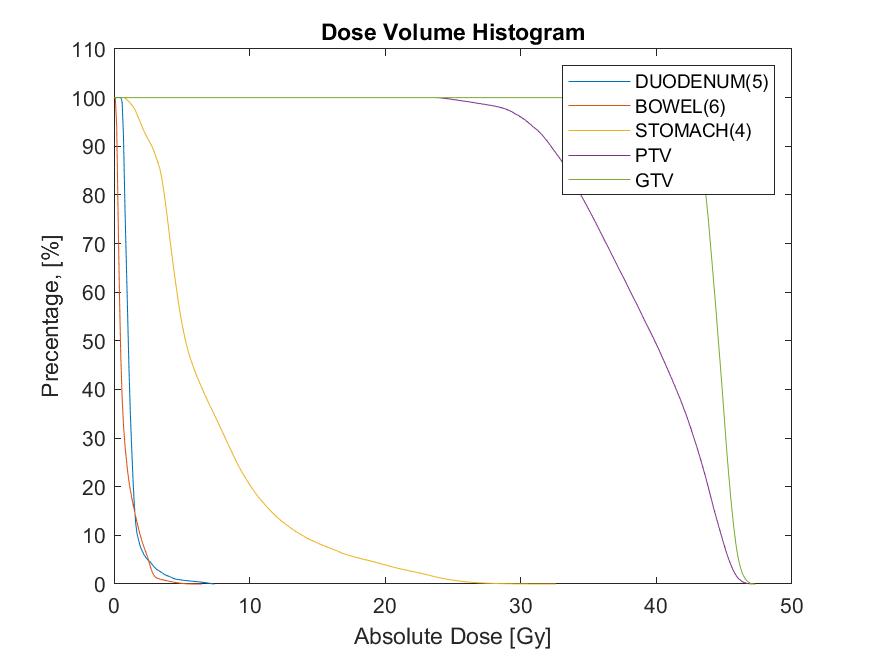 Dose Volume Histogram
110
100
90
80
70
60
50
40
30
20
10
0
Precentage, [%]
DUODENUM(5)
BOWEL(6)
STOMACH(4)
PTV
GTV
0 10 20 30 40 50
Absolute Dose [Gy]